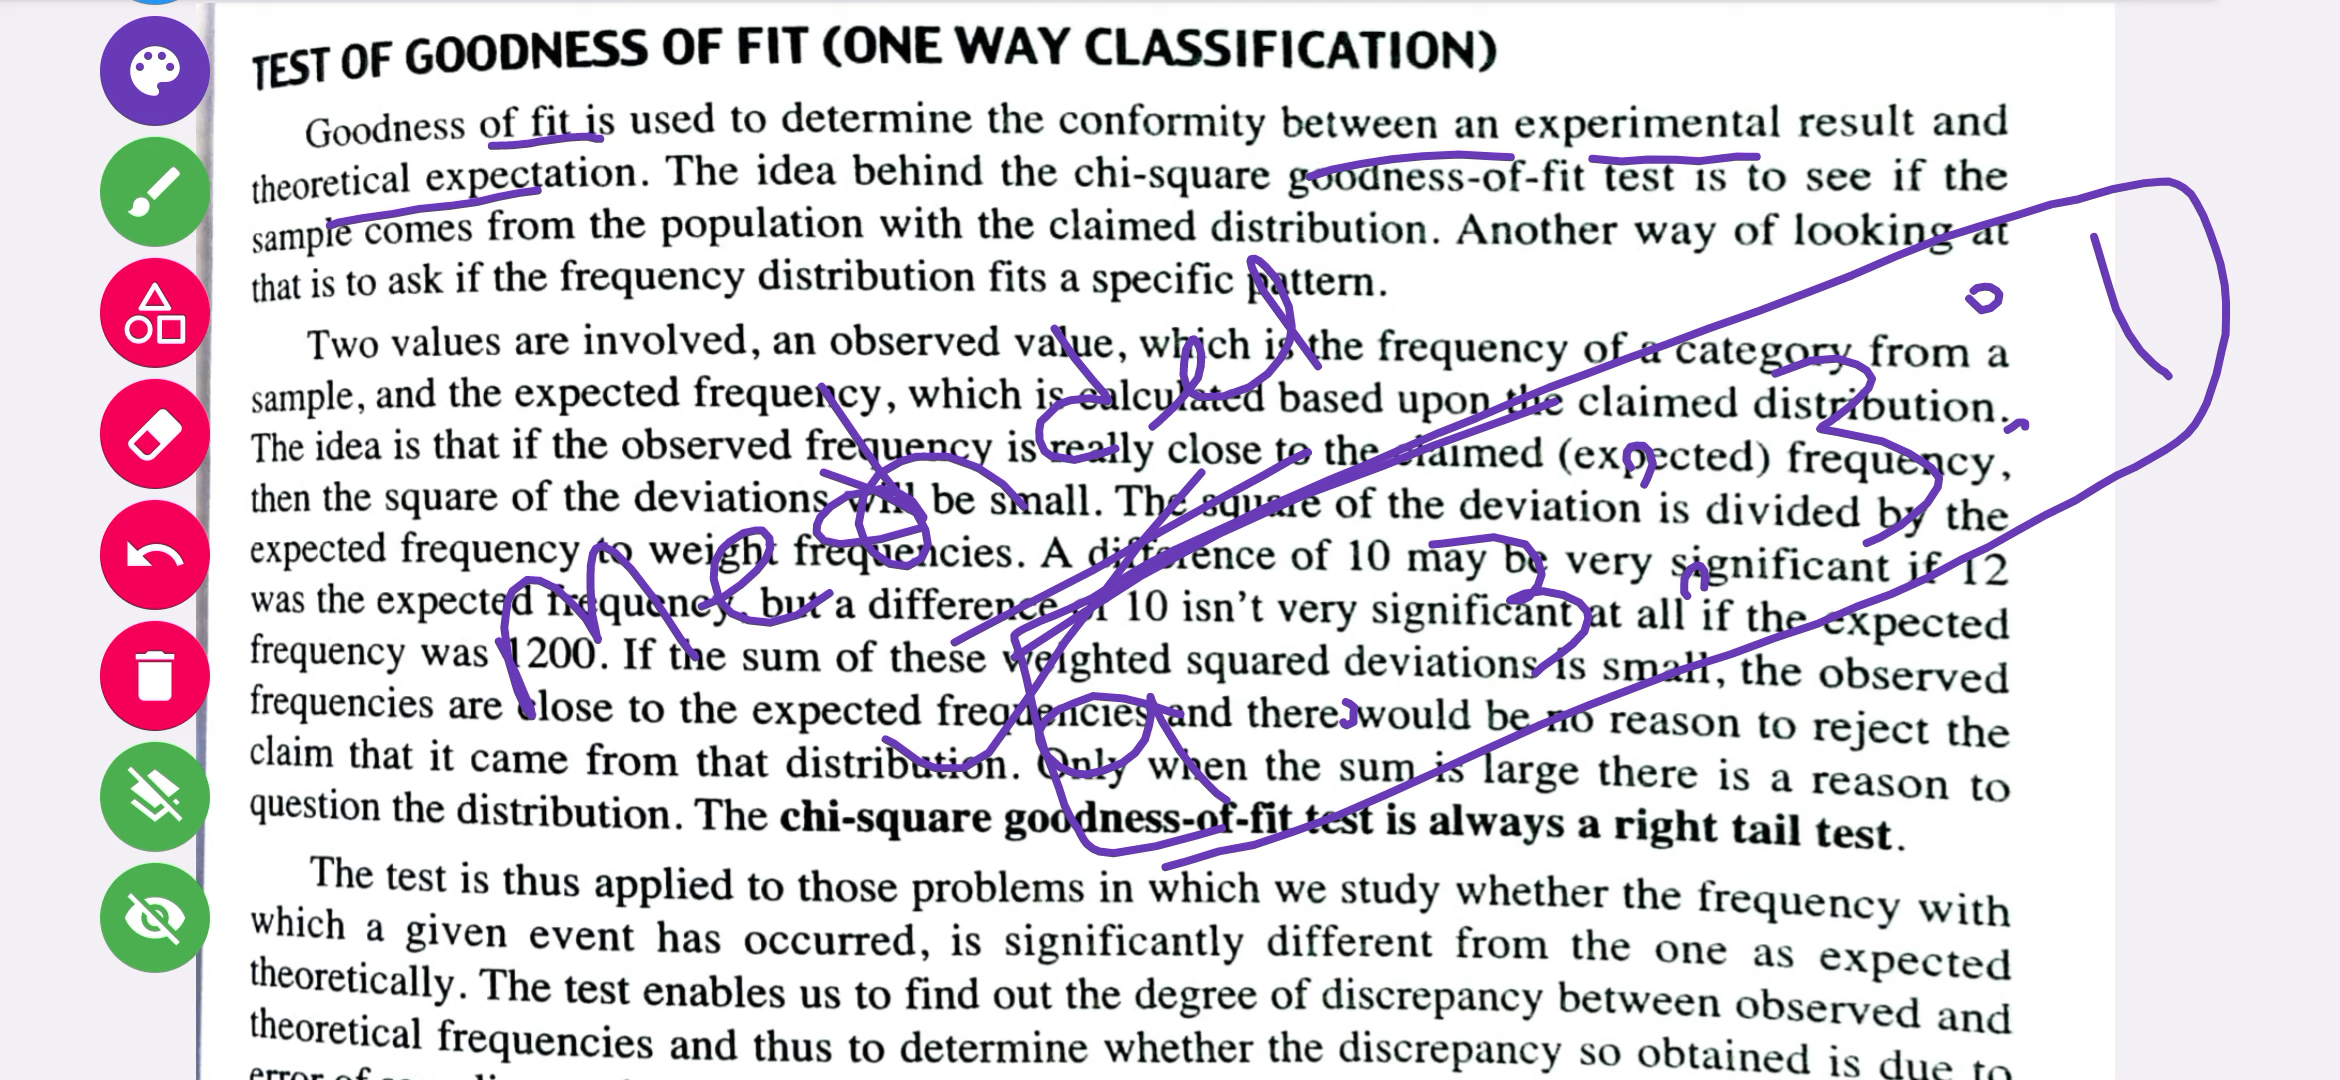 TEST OF GOODNESS OF FIT (ONE WAY CLASSIFICATION)
Goodness of fit is used to determine the conformity between an experimental result and
theoretical expectation. The idea behind the chi-square goodness-of-fit test is to see if the
sample comes from the population with the claimed distribution. Another way of looking at
that is to ask if the frequency distribution fits a specific pattern.
Two values are involved, an observed value, which is the frequency of a category from a
sample, and the expected frequency, which is calculated based upon the claimed distribution.
The idea is that if the observed frequency is really close to the claimed (expected) frequency,
then the square of the deviations will be small. The square of the deviation is divided by the
expected frequency to weight frequencies. A difference of 10 may be very significant if 12
was the expected frequency, but a difference of 10 isn't very significant at all if the expected
frequency was 1200. If the sum of these weighted squared deviations is small, the observed
frequencies are close to the expected frequencies and there would be no reason to reject the
claim that it came from that distribution. Only when the sum is large there is a reason to
question the distribution. The chi-square goodness-of-fit test is always a right tail test.
The test is thus applied to those problems in which we study whether the frequency with
which a given event has occurred, is significantly different from the one as expected
theoretically. The test enables us to find out the degree of discrepancy between observed and
theoretical frequencies and thus to determine whether the discrepancy so obtained is due to
error of